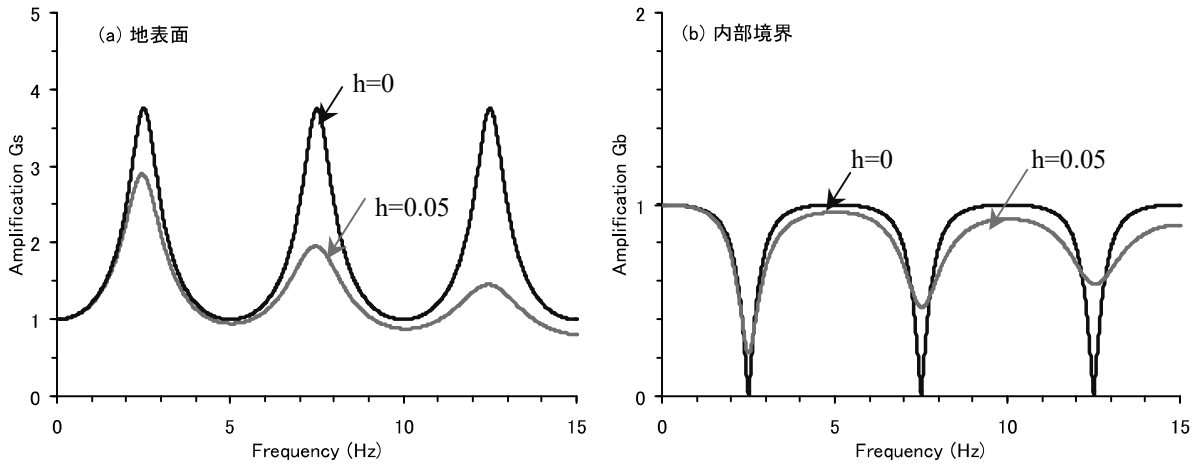 (a) 地表面
5
4
3
2
1
0
Amplification Gs
h=0
h=0.05
0
5
10
15
Frequency (Hz)
(b) 内部境界
2
1
0
Amplification Gb
h=0
h=0.05
0
5
10
15
Frequency (Hz)